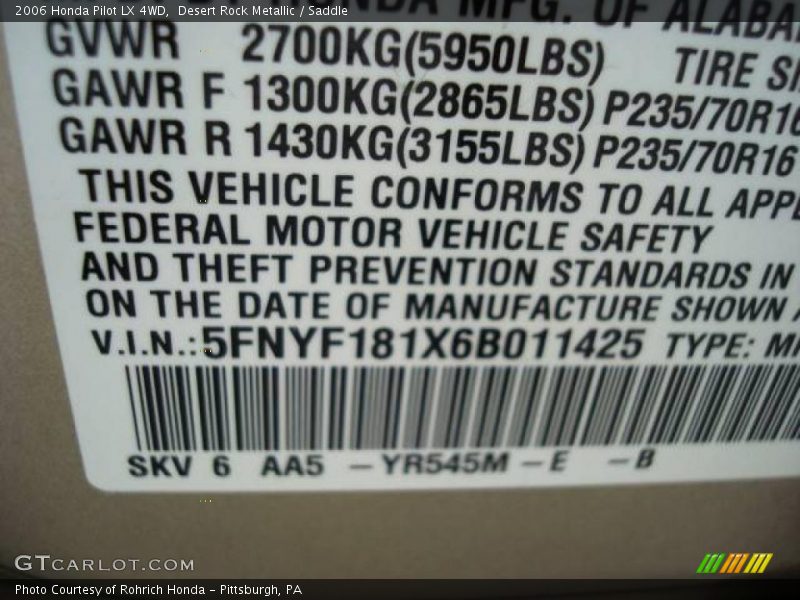 2006 Honda Pilot LX 4WD, Desert Rock Metallic / Saddle
MFG. OF
GVWR 2700KG(5950LBS) TIRE
GAWR F 1300KG(2865LBS) P235/70R16
GAWR R 1430KG(3155LBS) P235/70R16
THIS VEHICLE CONFORMS TO ALL
FEDERAL MOTOR VEHICLE SAFETY
AND THEFT PREVENTION STANDARDS IN
ON THE DATE OF MANUFACTURE SHOWN
V.I.N.:5FNYF181X6B011425 TYPE:
SKV 6 AA5 – YR545M – E – B
GTCARLOT.COM
Photo Courtesy of Rohrich Honda – Pittsburgh, PA